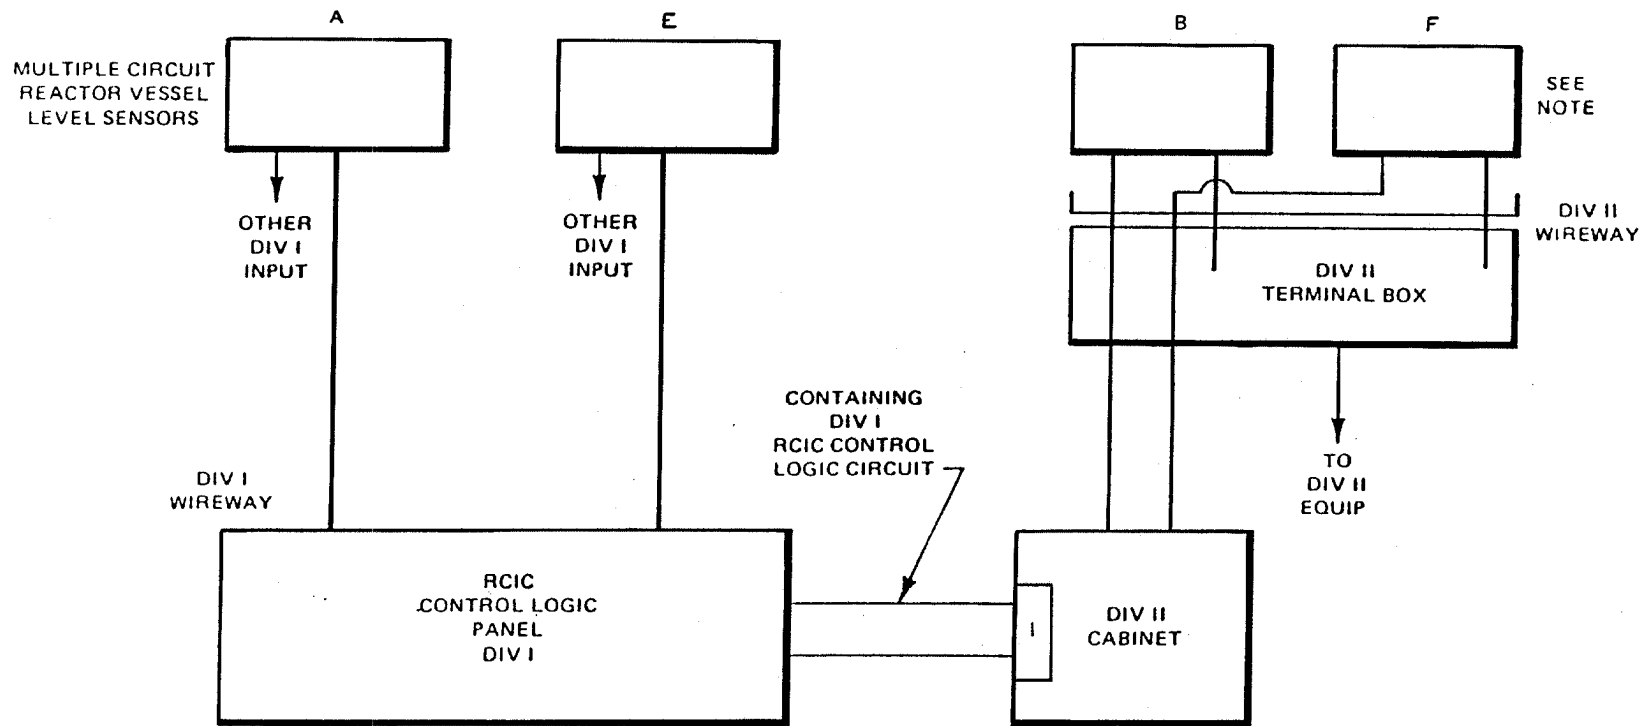 A
E
B
F
MULTIPLE CIRCUIT
REACTOR VESSEL
LEVEL SENSORS
SEE
NOTE
OTHER
DIV I
INPUT
OTHER
DIV I
INPUT
DIV II
WIREWAY
DIV II
TERMINAL BOX
CONTAINING
DIV I
RCIC CONTROL
LOGIC CIRCUIT
TO
DIV II
EQUIP
DIV I
WIREWAY
RCIC
CONTROL LOGIC
PANEL
DIV I
I
DIV II
CABINET